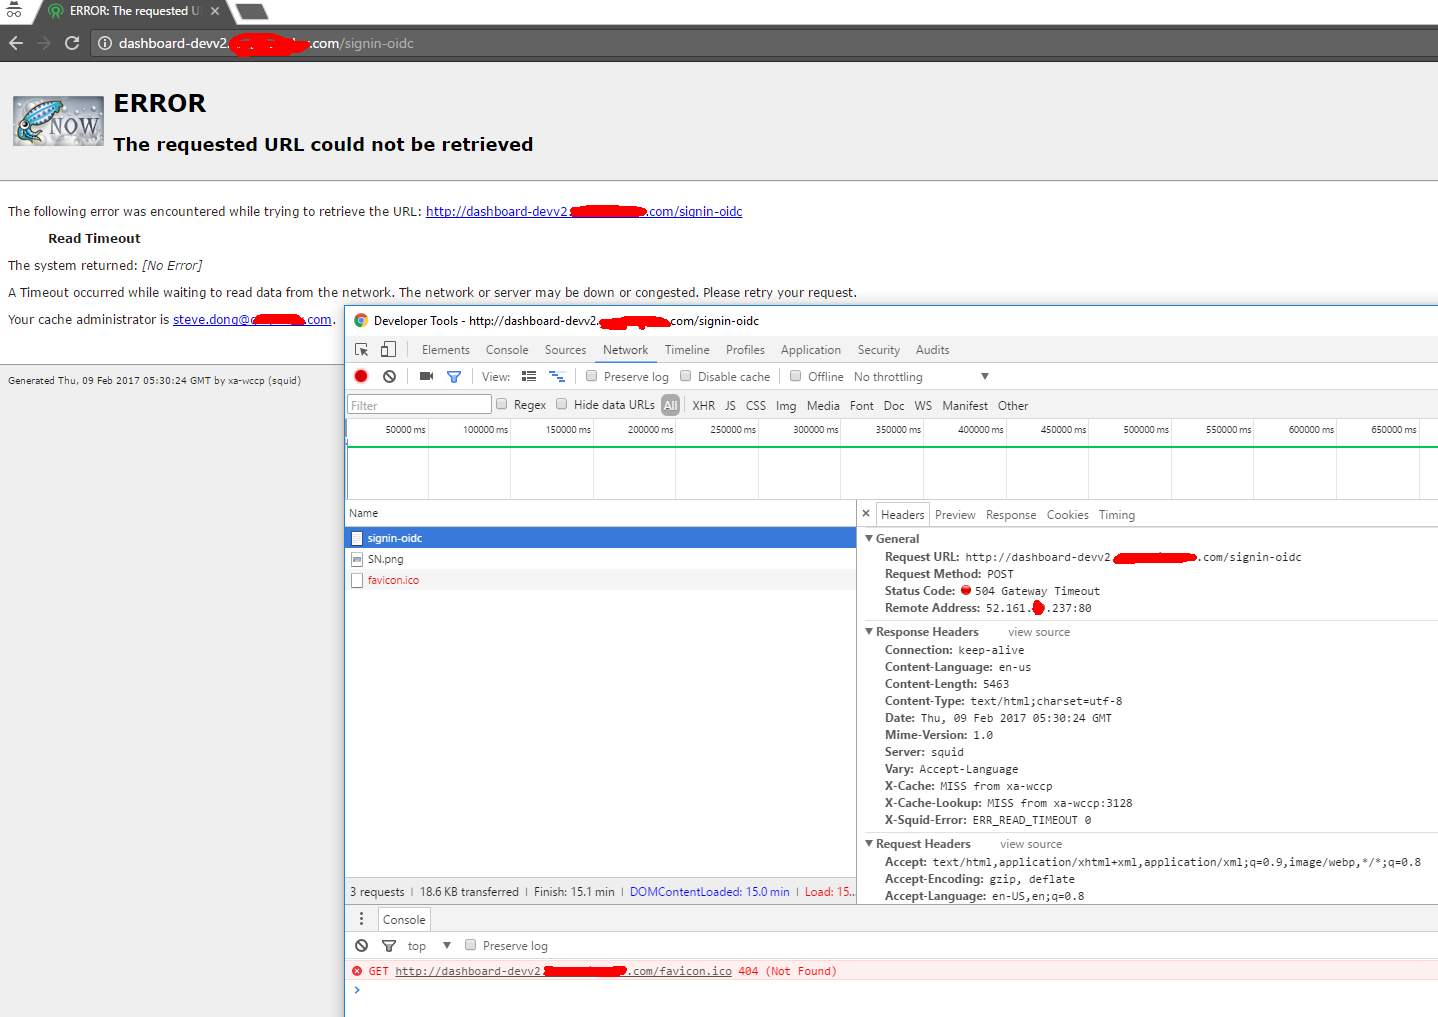 ERROR: The requested U
dashboard-devv2. .com/signin-oidc
NOW
ERROR
The requested URL could not be retrieved
The following error was encountered while trying to retrieve the URL: http://dashboard-devv2. .com/signin-oidc
Read Timeout
The system returned: [No Error]
A Timeout occurred while waiting to read data from the network. The network or server may be down or congested. Please retry your request.
Your cache administrator is steve.dong@ .com.
Generated Thu, 09 Feb 2017 05:30:24 GMT by xa-wccp (squid)
Developer Tools - http://dashboard-devv2. .com/signin-oidc
Elements Console Sources Network Timeline Profiles Application Security Audits
View: Preserve log Disable cache Offline No throttling
Filter Regex Hide data URLs All XHR JS CSS Img Media Font Doc WS Manifest Other
50000 ms 100000 ms 150000 ms 200000 ms 250000 ms 300000 ms 350000 ms 400000 ms 450000 ms 500000 ms 550000 ms 600000 ms 650000 ms
Name
signin-oidc
SN.png
favicon.ico
Headers Preview Response Cookies Timing
General
Request URL: http://dashboard-devv2. .com/signin-oidc
Request Method: POST
Status Code: 504 Gateway Timeout
Remote Address: 52.161. .237:80
Response Headers view source
Connection: keep-alive
Content-Language: en-us
Content-Length: 5463
Content-Type: text/html;charset=utf-8
Date: Thu, 09 Feb 2017 05:30:24 GMT
Mime-Version: 1.0
Server: squid
Vary: Accept-Language
X-Cache: MISS from xa-wccp
X-Cache-Lookup: MISS from xa-wccp:3128
X-Squid-Error: ERR_READ_TIMEOUT 0
Request Headers view source
Accept: text/html,application/xhtml+xml,application/xml;q=0.9,image/webp,*/*;q=0.8
Accept-Encoding: gzip, deflate
Accept-Language: en-US,en;q=0.8
3 requests | 18.6 KB transferred | Finish: 15.1 min | DOMContentLoaded: 15.0 min | Load: 15...
Console
top Preserve log
GET http://dashboard-devv2. .com/favicon.ico 404 (Not Found)